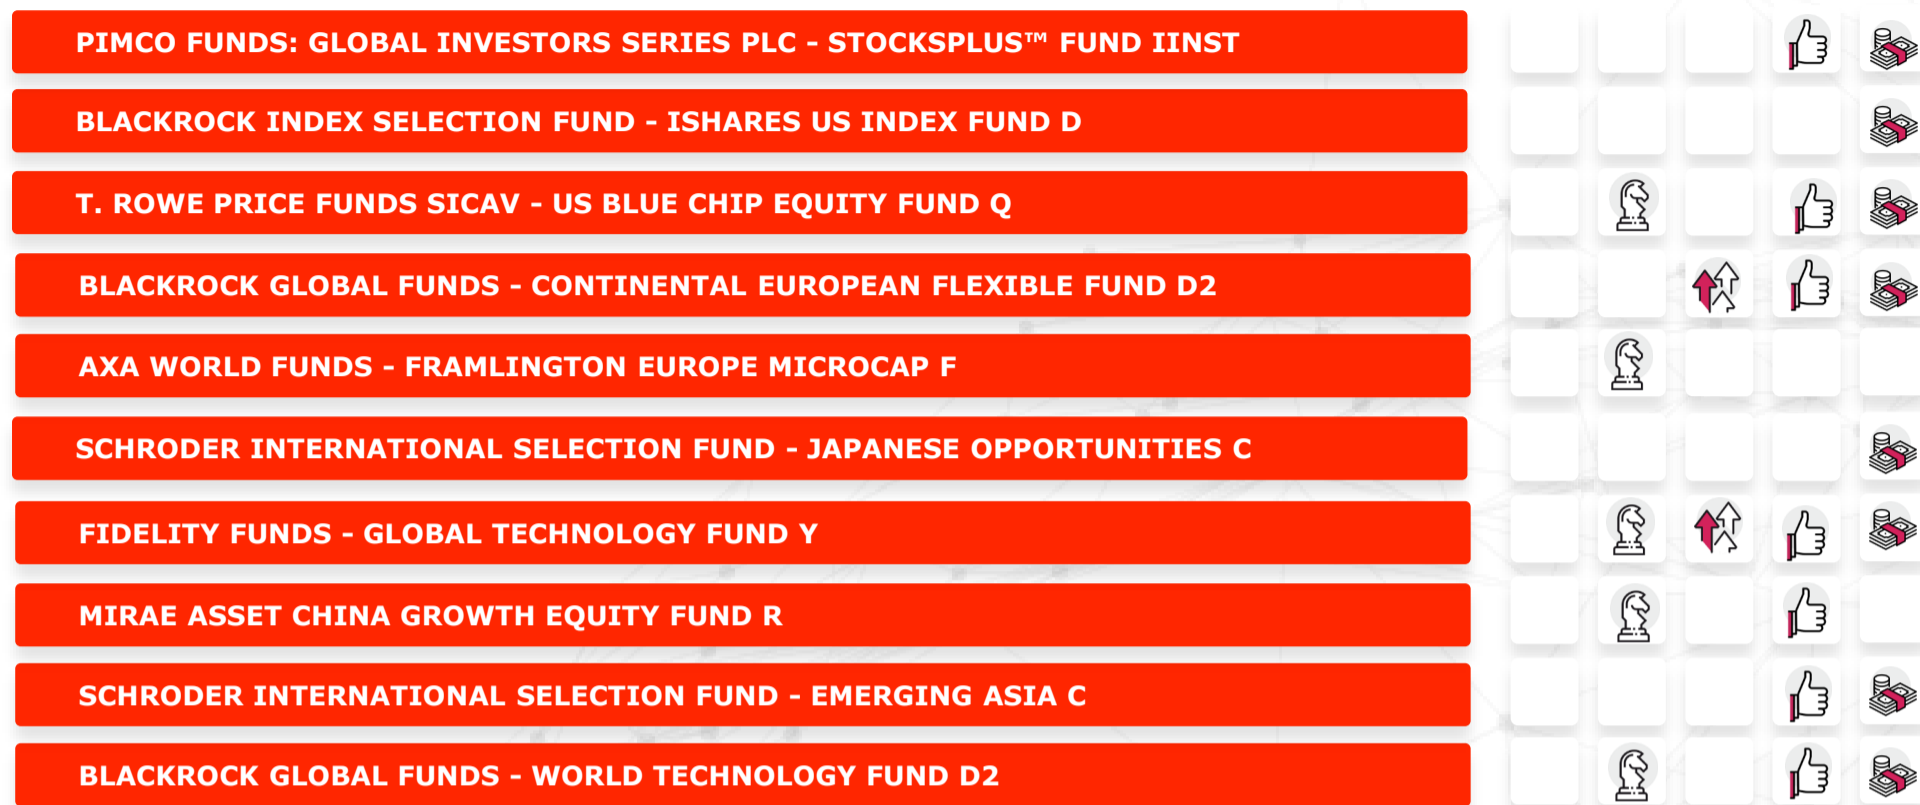 PIMCO FUNDS: GLOBAL INVESTORS SERIES PLC - STOCKSPLUS™ FUND IINST
BLACKROCK INDEX SELECTION FUND - ISHARES US INDEX FUND D
T. ROWE PRICE FUNDS SICAV - US BLUE CHIP EQUITY FUND Q
BLACKROCK GLOBAL FUNDS - CONTINENTAL EUROPEAN FLEXIBLE FUND D2
AXA WORLD FUNDS - FRAMLINGTON EUROPE MICROCAP F
SCHRODER INTERNATIONAL SELECTION FUND - JAPANESE OPPORTUNITIES C
FIDELITY FUNDS - GLOBAL TECHNOLOGY FUND Y
MIRAE ASSET CHINA GROWTH EQUITY FUND R
SCHRODER INTERNATIONAL SELECTION FUND - EMERGING ASIA C
BLACKROCK GLOBAL FUNDS - WORLD TECHNOLOGY FUND D2